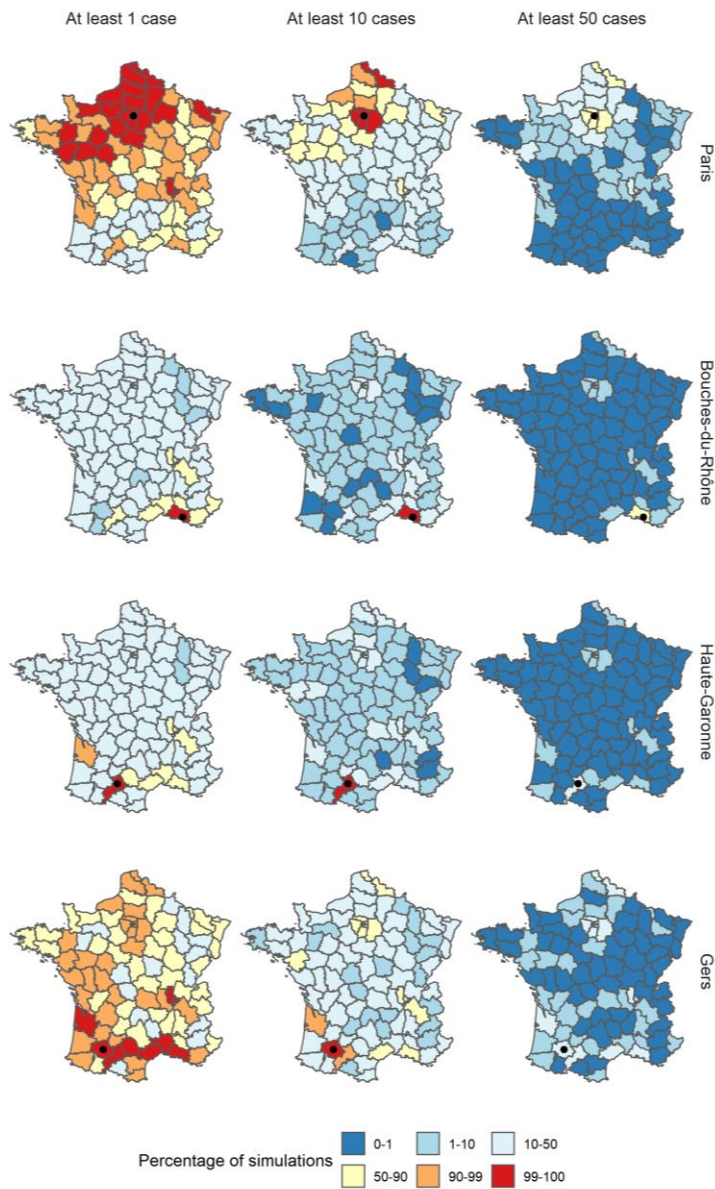 At least 1 case At least 10 cases At least 50 cases
Paris
Bouches-du-Rhône
Haute-Garonne
Gers
Percentage of simulations
0-1 1-10 10-50
50-90 90-99 99-100